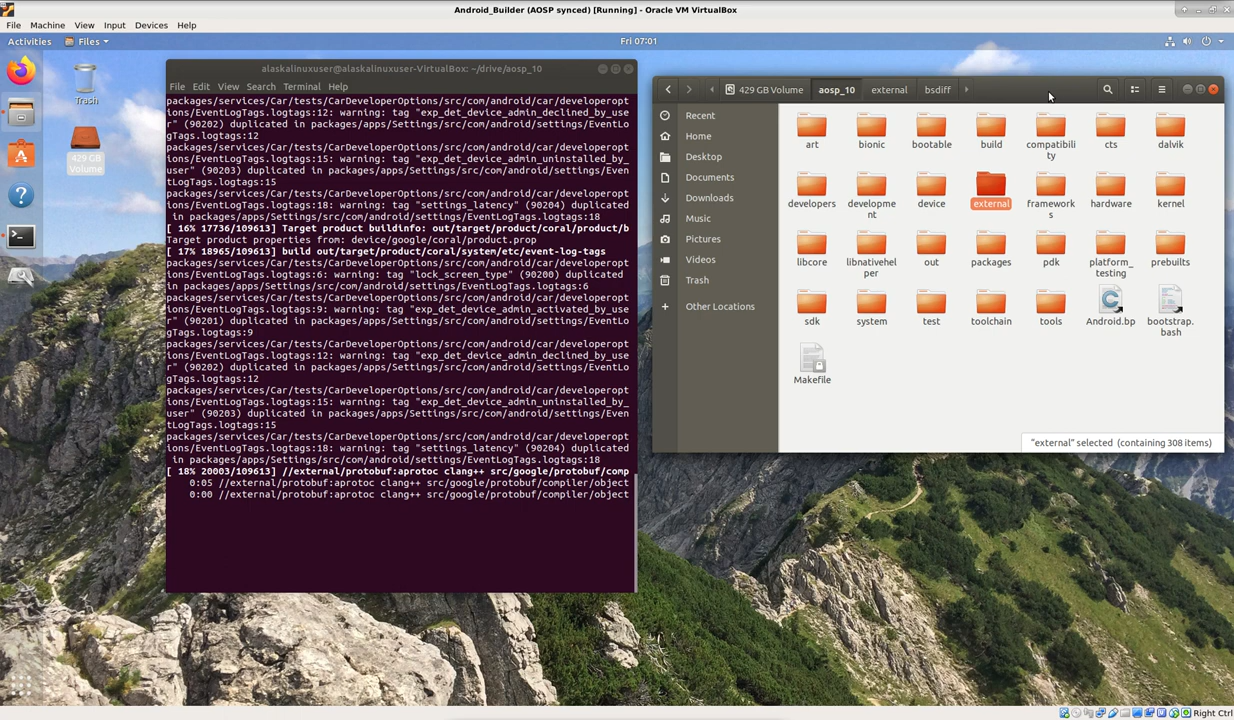 Android_Builder (AOSP synced) [Running] - Oracle VM VirtualBox
File Machine View Input Devices Help
Activities Files Fri 07:01
Trash
429 GB
Volume
alaskalinuxuser@alaskalinuxuser-VirtualBox: ~/drive/aosp_10
File Edit View Search Terminal Help
packages/services/Car/tests/CarDeveloperOptions/src/com/android/car/developeropt
ions/EventLogTags.logtags:12: warning: tag "exp_det_device_admin_declined_by_use
r" (90202) duplicated in packages/apps/Settings/src/com/android/settings/EventLo
gTags.logtags:12
packages/services/Car/tests/CarDeveloperOptions/src/com/android/car/developeropt
ions/EventLogTags.logtags:15: warning: tag "exp_det_device_admin_uninstalled_by_
user" (90203) duplicated in packages/apps/Settings/src/com/android/settings/Even
tLogTags.logtags:15
packages/services/Car/tests/CarDeveloperOptions/src/com/android/car/developeropt
ions/EventLogTags.logtags:18: warning: tag "settings_latency" (90204) duplicated
in packages/apps/Settings/src/com/android/settings/EventLogTags.logtags:18
[ 16% 17736/109613] Target product buildinfo: out/target/product/coral/product/b
Target product properties from: device/google/coral/product.prop
[ 17% 18965/109613] build out/target/product/coral/system/etc/event-log-tags
packages/services/Car/tests/CarDeveloperOptions/src/com/android/car/developeropt
ions/EventLogTags.logtags:6: warning: tag "lock_screen_type" (90200) duplicated
in packages/apps/Settings/src/com/android/settings/EventLogTags.logtags:6
packages/services/Car/tests/CarDeveloperOptions/src/com/android/car/developeropt
ions/EventLogTags.logtags:9: warning: tag "exp_det_device_admin_activated_by_use
r" (90201) duplicated in packages/apps/Settings/src/com/android/settings/EventLo
gTags.logtags:9
packages/services/Car/tests/CarDeveloperOptions/src/com/android/car/developeropt
ions/EventLogTags.logtags:12: warning: tag "exp_det_device_admin_declined_by_use
r" (90202) duplicated in packages/apps/Settings/src/com/android/settings/EventLo
gTags.logtags:12
packages/services/Car/tests/CarDeveloperOptions/src/com/android/car/developeropt
ions/EventLogTags.logtags:15: warning: tag "exp_det_device_admin_uninstalled_by_
user" (90203) duplicated in packages/apps/Settings/src/com/android/settings/Even
tLogTags.logtags:15
packages/services/Car/tests/CarDeveloperOptions/src/com/android/car/developeropt
ions/EventLogTags.logtags:18: warning: tag "settings_latency" (90204) duplicated
in packages/apps/Settings/src/com/android/settings/EventLogTags.logtags:18
[ 18% 20003/109613] //external/protobuf:aprotoc clang++ src/google/protobuf/comp
0:05 //external/protobuf:aprotoc clang++ src/google/protobuf/compiler/object
0:00 //external/protobuf:aprotoc clang++ src/google/protobuf/compiler/object
429 GB Volume aosp_10 external bsdiff
Recent
Home
Desktop
Documents
Downloads
Music
Pictures
Videos
Trash
Other Locations
art bionic bootable build compatibili
ty cts dalvik
developers developme
nt device external framework
s hardware kernel
libcore libnativehel
per out packages pdk platform_
testing prebuilts
sdk system test toolchain tools Android.bp bootstrap.
bash
Makefile
"external" selected (containing 308 items)
Right Ctrl